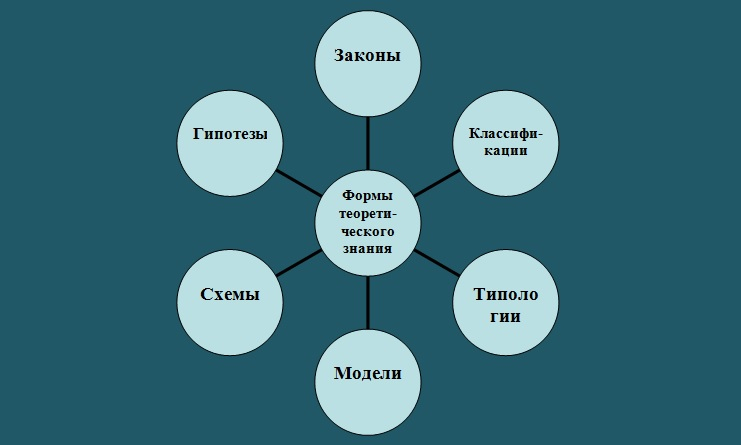 Законы
Гипотезы
Классифи-
кации
Формы
теорети-
ческого
знания
Схемы
Типоло
гии
Модели